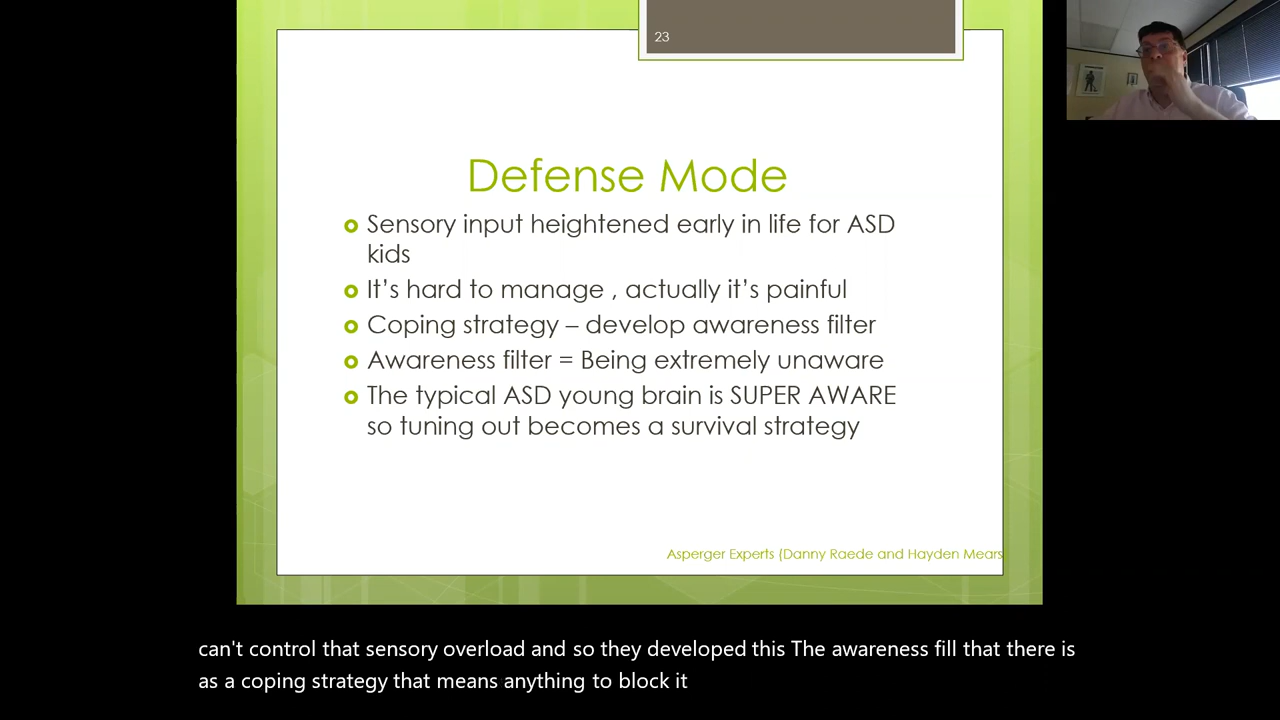 23
Defense Mode
Sensory input heightened early in life for ASD
kids
It's hard to manage , actually it's painful
Coping strategy – develop awareness filter
Awareness filter = Being extremely unaware
The typical ASD young brain is SUPER AWARE
so tuning out becomes a survival strategy
Asperger Experts (Danny Raede and Hayden Mears
can't control that sensory overload and so they developed this The awareness fill that there is
as a coping strategy that means anything to block it